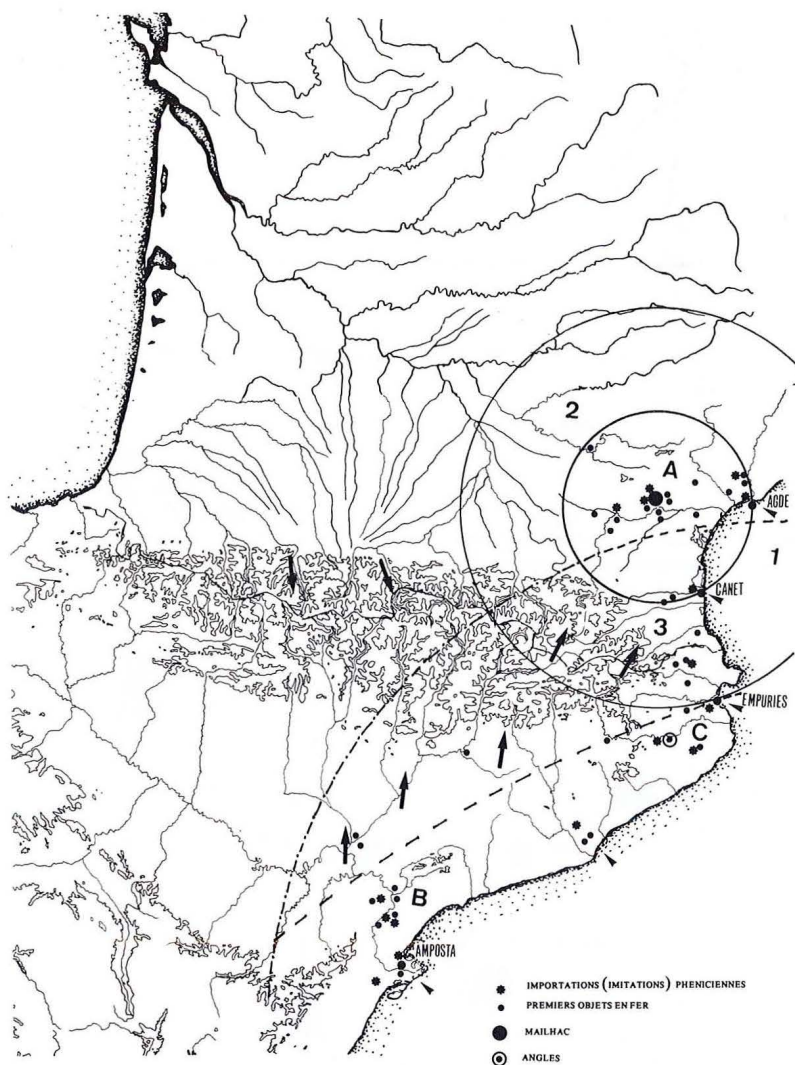 2
A
AGDE
1
CANET
3
EMPURIES
C
B
AMPOSTA
IMPORTATIONS (IMITATIONS) PHENICIENNES
PREMIERS OBJETS EN FER
MAILHAC
ANGLES